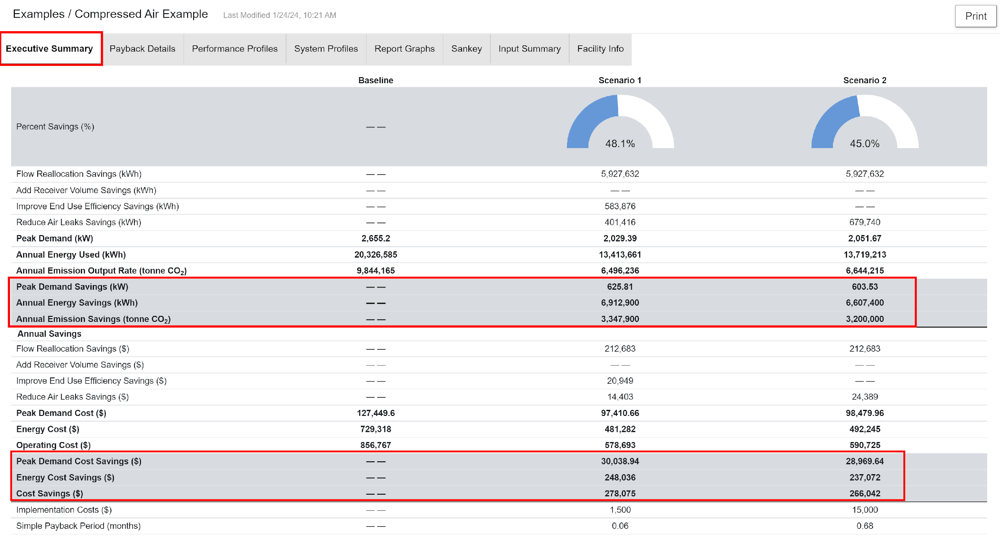 Examples / Compressed Air Example Last Modified 1/24/24, 10:21 AM Print
Executive Summary Payback Details Performance Profiles System Profiles Report Graphs Sankey Input Summary Facility Info
Baseline Scenario 1 Scenario 2
Percent Savings (%) — — 48.1% 45.0%
Flow Reallocation Savings (kWh) — — 5,927,632 5,927,632
Add Receiver Volume Savings (kWh) — — — — — —
Improve End Use Efficiency Savings (kWh) — — 583,876 — —
Reduce Air Leaks Savings (kWh) — — 401,416 679,740
Peak Demand (kW) 2,655.2 2,029.39 2,051.67
Annual Energy Used (kWh) 20,326,585 13,413,661 13,719,213
Annual Emission Output Rate (tonne CO₂) 9,844,165 6,496,236 6,644,215
Peak Demand Savings (kW) — — 625.81 603.53
Annual Energy Savings (kWh) — — 6,912,900 6,607,400
Annual Emission Savings (tonne CO₂) — — 3,347,900 3,200,000
Annual Savings
Flow Reallocation Savings ($) — — 212,683 212,683
Add Receiver Volume Savings ($) — — — — — —
Improve End Use Efficiency Savings ($) — — 20,949 — —
Reduce Air Leaks Savings ($) — — 14,403 24,389
Peak Demand Cost ($) 127,449.6 97,410.66 98,479.96
Energy Cost ($) 729,318 481,282 492,245
Operating Cost ($) 856,767 578,693 590,725
Peak Demand Cost Savings ($) — — 30,038.94 28,969.64
Energy Cost Savings ($) — — 248,036 237,072
Cost Savings ($) — — 278,075 266,042
Implementation Costs ($) — — 1,500 15,000
Simple Payback Period (months) — — 0.06 0.68